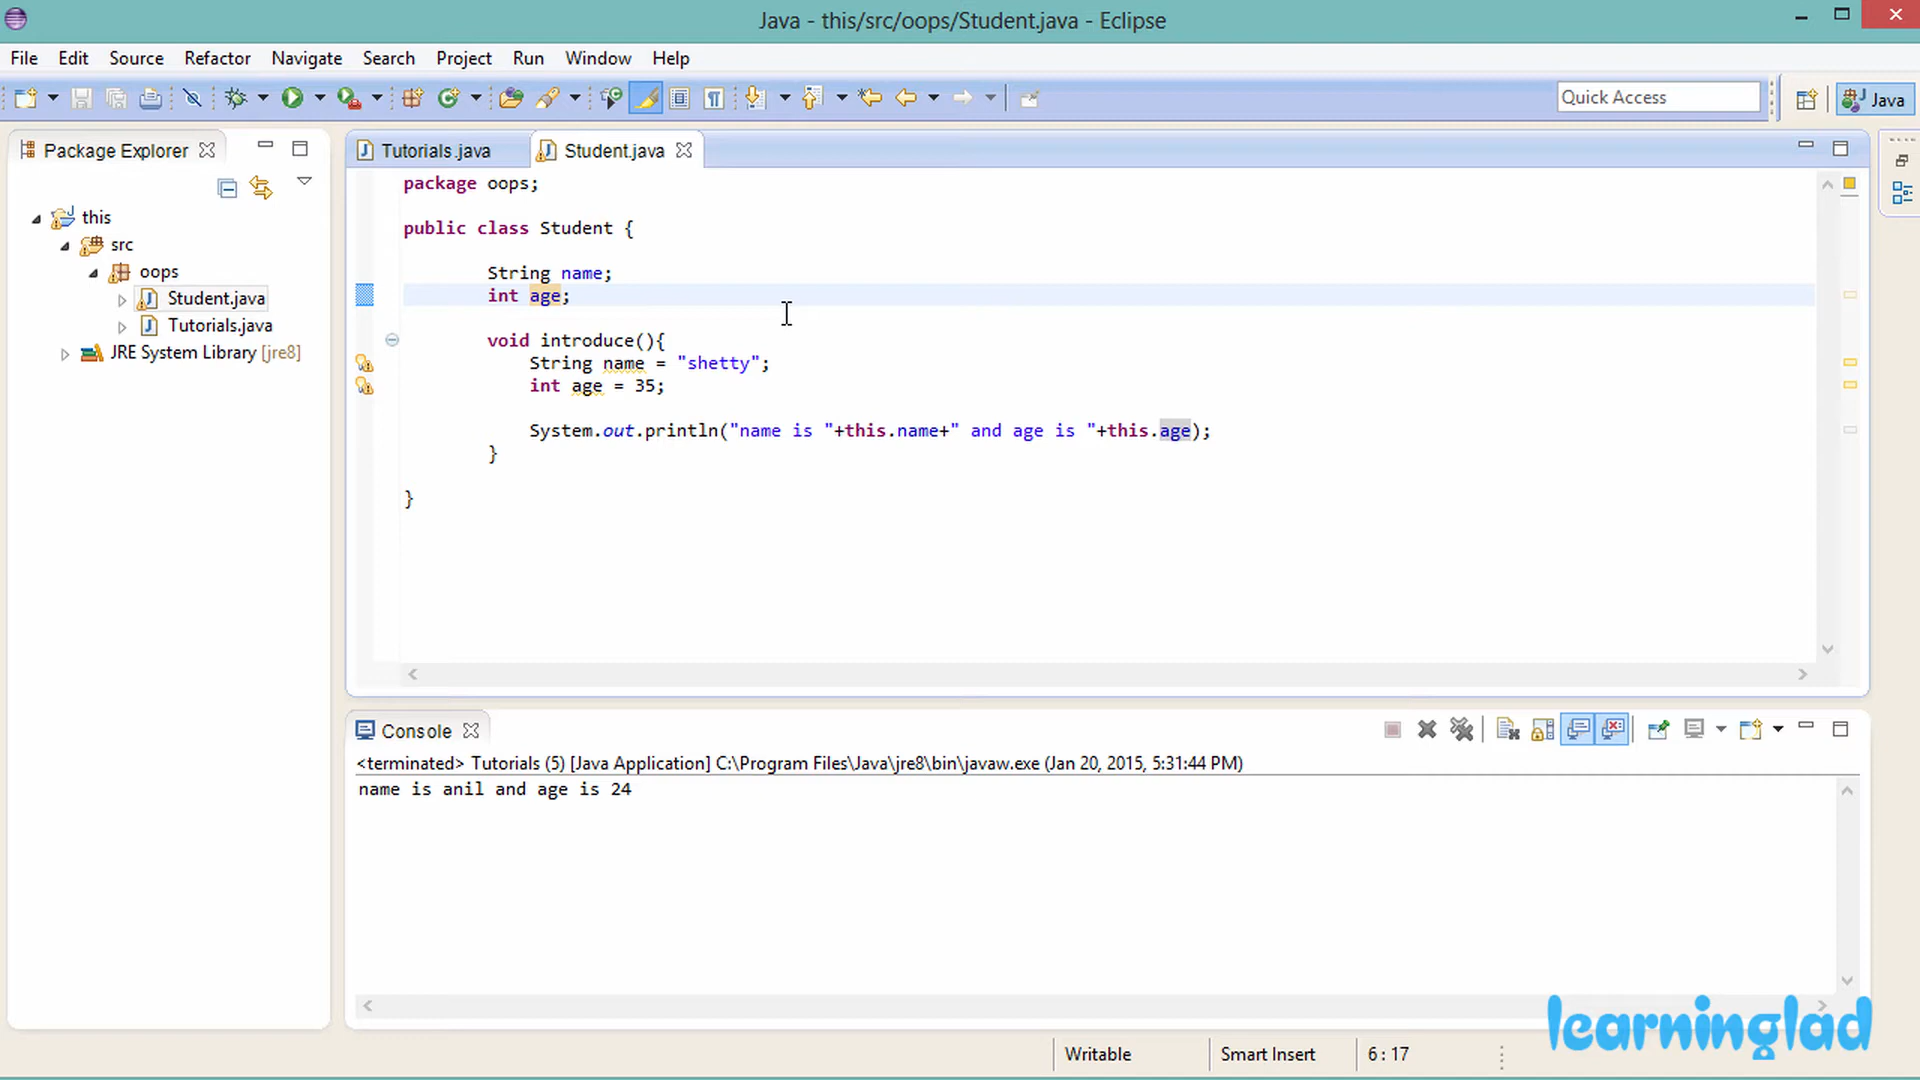 Java - this/src/oops/Student.java - Eclipse
File Edit Source Refactor Navigate Search Project Run Window Help
Quick Access
Java
Package Explorer
this
src
oops
Student.java
Tutorials.java
JRE System Library [jre8]
Tutorials.java Student.java
package oops;
public class Student {
String name;
int age;
void introduce(){
String name = "shetty";
int age = 35;
System.out.println("name is "+this.name+" and age is "+this.age);
}
}
Console
<terminated> Tutorials (5) [Java Application] C:\Program Files\Java\jre8\bin\javaw.exe (Jan 20, 2015, 5:31:44 PM)
name is anil and age is 24
learninglad
Writable Smart Insert 6 : 17